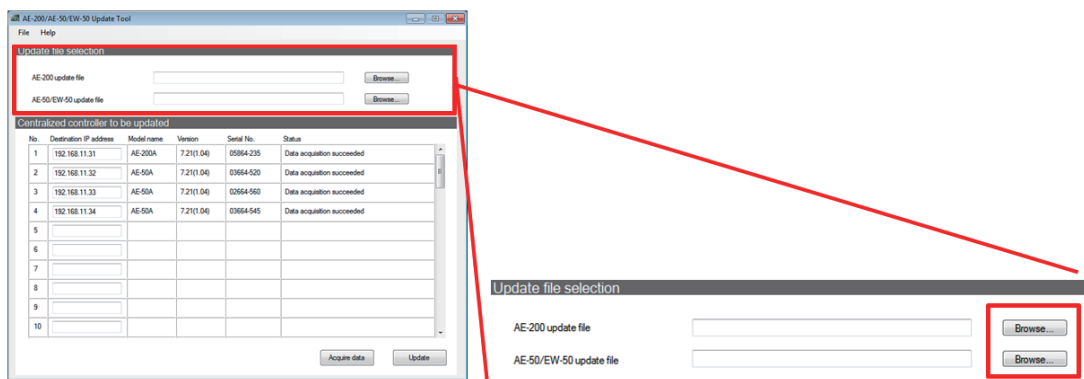 AE-200/AE-50/EW-50 Update Tool
File Help
Update file selection
AE-200 update file Browse...
AE-50/EW-50 update file Browse...
Centralized controller to be updated
No. Destination IP address Model name Version Serial No. Status
1 192.168.11.31 AE-200A 7.21(1.04) 05864-235 Data acquisition succeeded
2 192.168.11.32 AE-50A 7.21(1.04) 03664-520 Data acquisition succeeded
3 192.168.11.33 AE-50A 7.21(1.04) 02664-560 Data acquisition succeeded
4 192.168.11.34 AE-50A 7.21(1.04) 03664-545 Data acquisition succeeded
5
6
7
8
9
10
Acquire data Update
Update file selection
AE-200 update file Browse...
AE-50/EW-50 update file Browse...